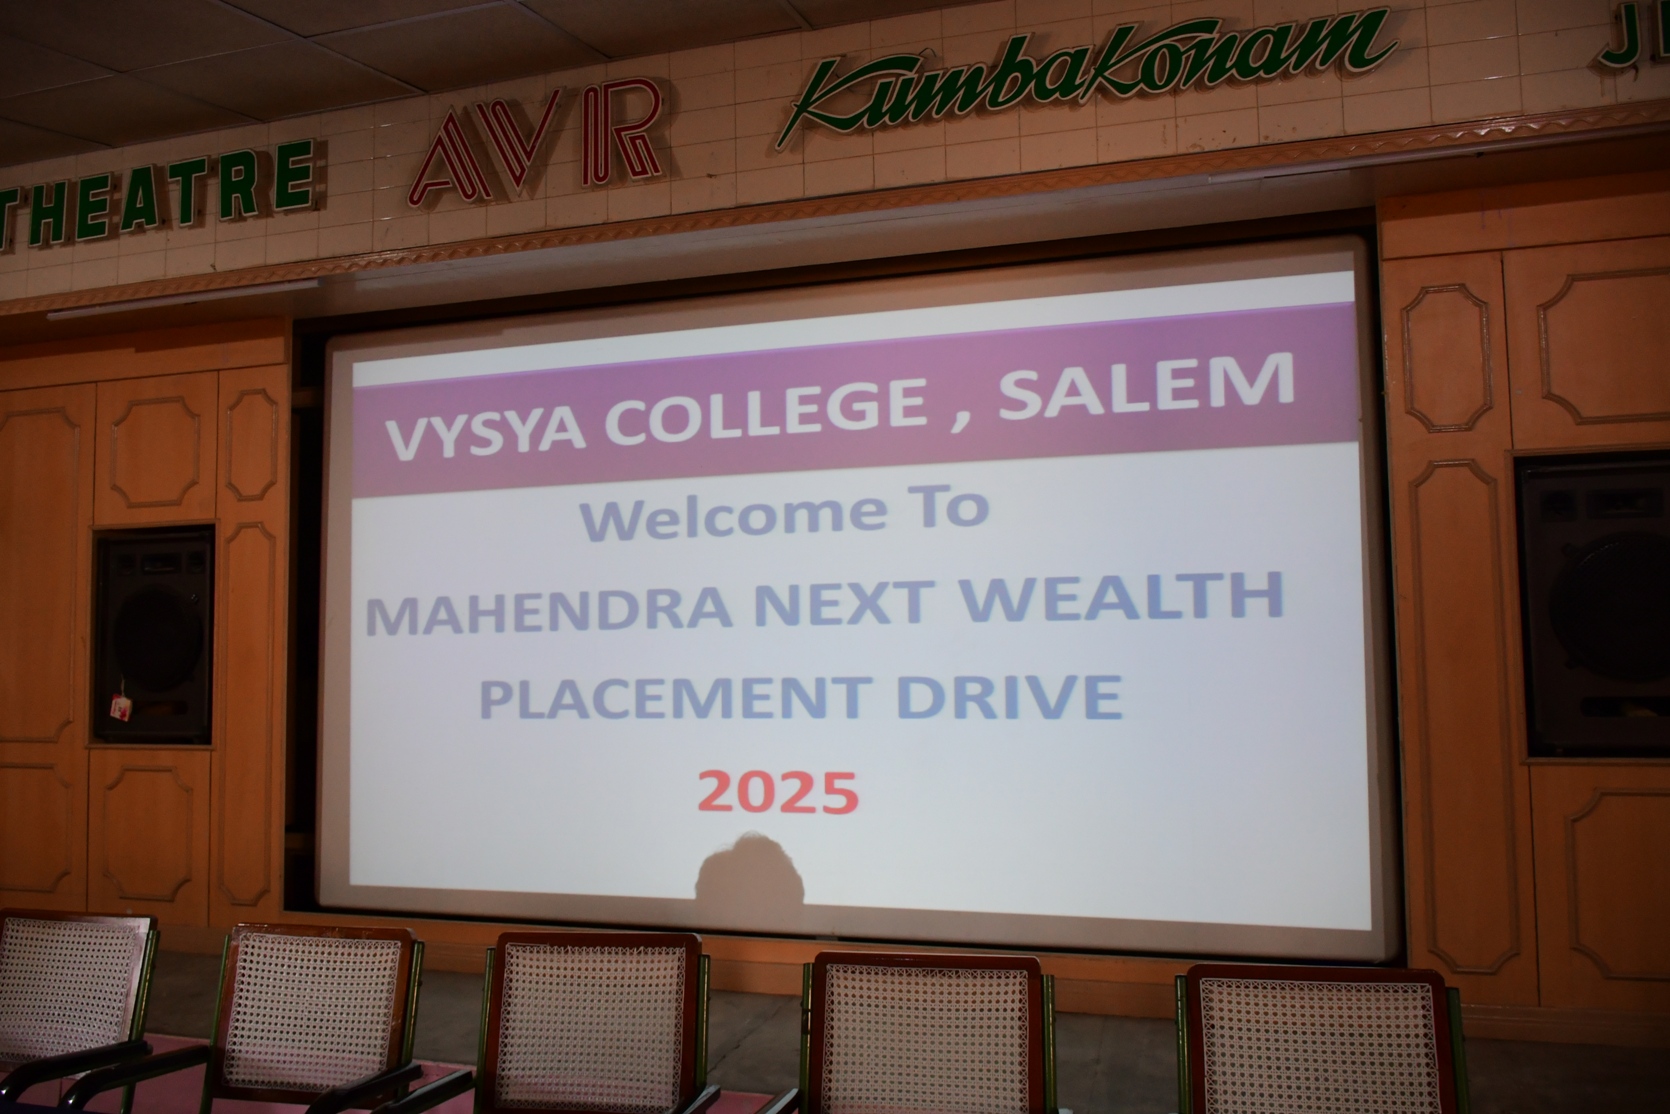 THEATRE AVR Kumbakonam
VYSYA COLLEGE , SALEM
Welcome To
MAHENDRA NEXT WEALTH
PLACEMENT DRIVE
2025